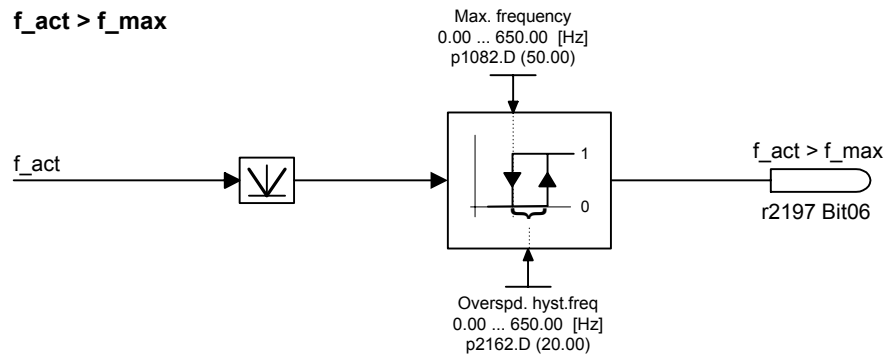 f_act > f_max
Max. frequency
0.00 ... 650.00 [Hz]
p1082.D (50.00)
f_act
1
0
f_act > f_max
r2197 Bit06
Overspd. hyst.freq
0.00 ... 650.00 [Hz]
p2162.D (20.00)